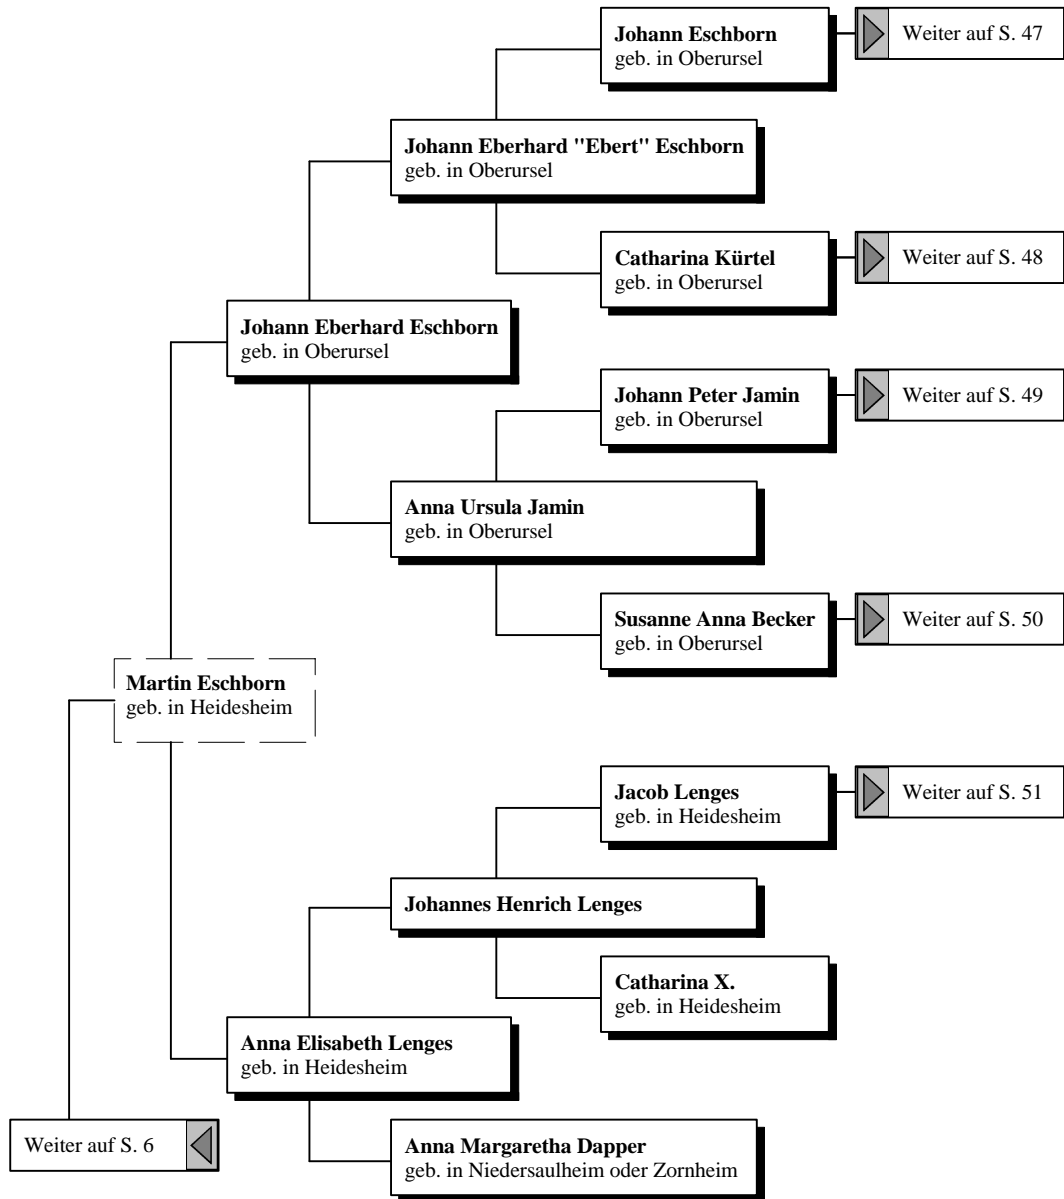 Johann Eschborn
geb. in Oberursel
Weiter auf S. 47
Johann Eberhard "Ebert" Eschborn
geb. in Oberursel
Catharina Kürtel
geb. in Oberursel
Weiter auf S. 48
Johann Eberhard Eschborn
geb. in Oberursel
Johann Peter Jamin
geb. in Oberursel
Weiter auf S. 49
Anna Ursula Jamin
geb. in Oberursel
Susanne Anna Becker
geb. in Oberursel
Weiter auf S. 50
Martin Eschborn
geb. in Heidesheim
Jacob Lenges
geb. in Heidesheim
Weiter auf S. 51
Johannes Henrich Lenges
Catharina X.
geb. in Heidesheim
Anna Elisabeth Lenges
geb. in Heidesheim
Weiter auf S. 6
Anna Margaretha Dapper
geb. in Niedersaulheim oder Zornheim